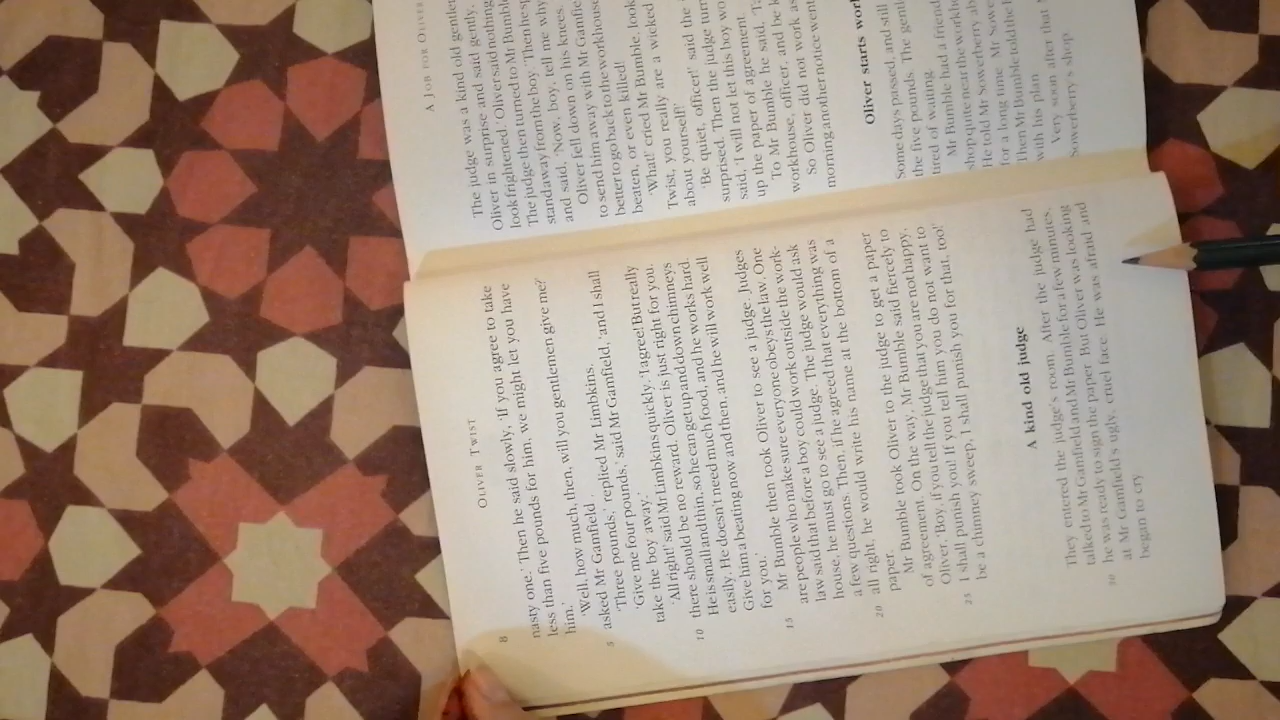 8
OLIVER TWIST
nasty one.' Then he said slowly, 'If you agree to take
less than five pounds for him, we might let you have
him.'
'Well, how much, then, will you gentlemen give me?'
5 asked Mr Gamfield.
'Three pounds,' replied Mr Limbkins.
'Give me four pounds,' said Mr Gamfield, 'and I shall
take the boy away.'
'All right!' said Mr Limbkins quickly. 'I agree! But really
10 there should be no reward. Oliver is just right for you.
He is small and thin, so he can get up and down chimneys
easily. He doesn't need much food, and he works hard.
Give him a beating now and then, and he will work well
for you.'
15 Mr Bumble then took Oliver to see a judge. Judges
are people who make sure everyone obeys the law. One
law said that before a boy could work outside the work-
house, he must go to see a judge. The judge would ask
a few questions. Then, if he agreed that everything was
20 all right, he would write his name at the bottom of a
paper.
Mr Bumble took Oliver to the judge to get a paper
of agreement. On the way, Mr Bumble said fiercely to
Oliver, 'Boy, if you tell the judge that you are not happy,
25 I shall punish you! If you tell him you do not want to
be a chimney sweep, I shall punish you for that, too!'
A kind old judge
They entered the judge's room. After the judge had
talked to Mr Gamfield and Mr Bumble for a few minutes,
30 he was ready to sign the paper. But Oliver was looking
at Mr Gamfield's ugly, cruel face. He was afraid and
began to cry.
A JOB FOR OLIVER
The judge was a kind old
Oliver in surprise and said gently,
look frightened.' Oliver said nothing
The judge then turned to Mr Bumble
stand away from the boy.' Then he
and said, 'Now, boy, tell me why
Oliver fell down on his knees.
to send him away to the workhouse
better to go back to the workhouse
beaten, or even killed!
'What!' cried Mr Bumble,
Twist, you really are a wicked
about yourself!'
'Be quiet, officer!' said the
surprised. Then the judge
said, 'I will not let this boy
up the paper of agreement.
To Mr Bumble he said,
workhouse, officer, and be
So Oliver did not work as
morning another notice went
Oliver starts
Some days passed, and still
the five pounds. The
tired of waiting.
Mr Bumble had a friend
shop quite near the
He told Mr Sowerberry
for a long time. Mr
Then Mr Bumble told the
with his plan.
Very soon after that
Sowerberry's shop.